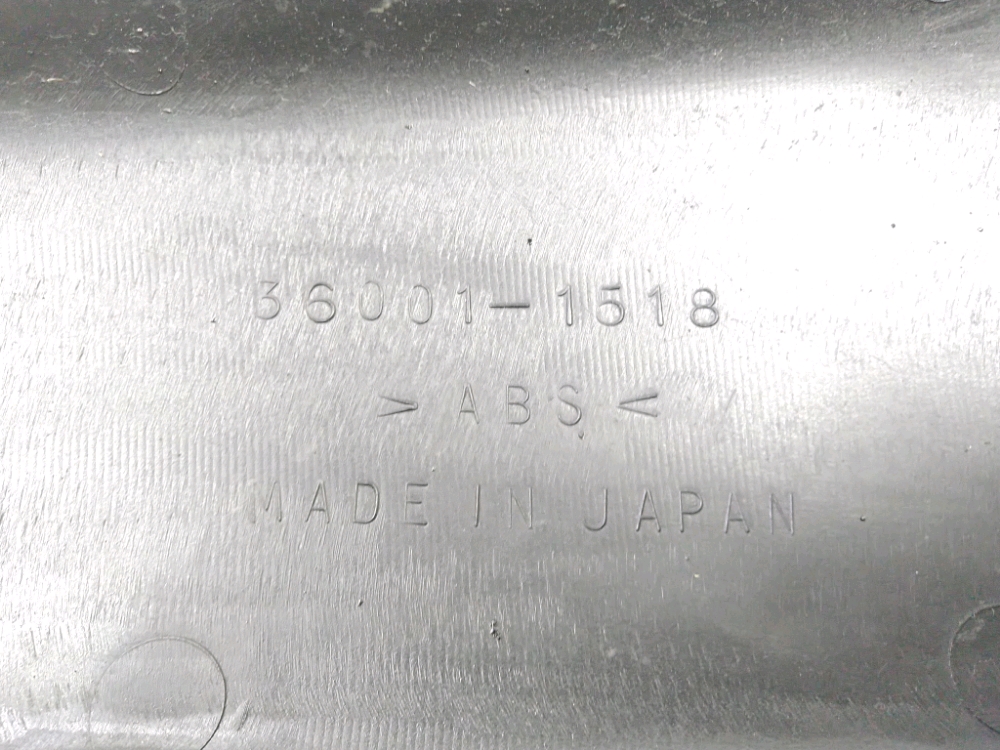 36001-1518
> ABS <
MADE IN JAPAN